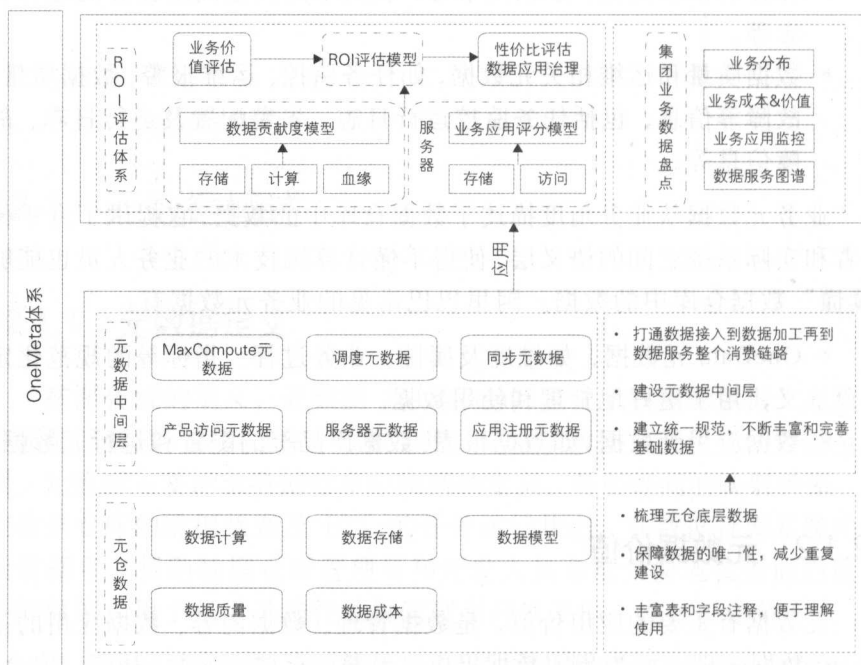 OneMeta体系
ROI评估体系
业务价
值评估
ROI评估模型
性价比评估
数据应用治理
数据贡献度模型
存储
计算
血缘
服务器
业务应用评分模型
存储
访问
集团业务数据盘点
业务分布
业务成本&价值
业务应用监控
数据服务图谱
应用
元数据中间层
MaxCompute元
数据
调度元数据
同步元数据
产品访问元数据
服务器元数据
应用注册元数据
• 打通数据接入到数据加工再到
数据服务整个消费链路
• 建设元数据中间层
• 建立统一规范，不断丰富和完善
基础数据
元仓数据
数据计算
数据存储
数据模型
数据质量
数据成本
• 梳理元仓底层数据
• 保障数据的唯一性，减少重复
建设
• 丰富表和字段注释，便于理解
使用